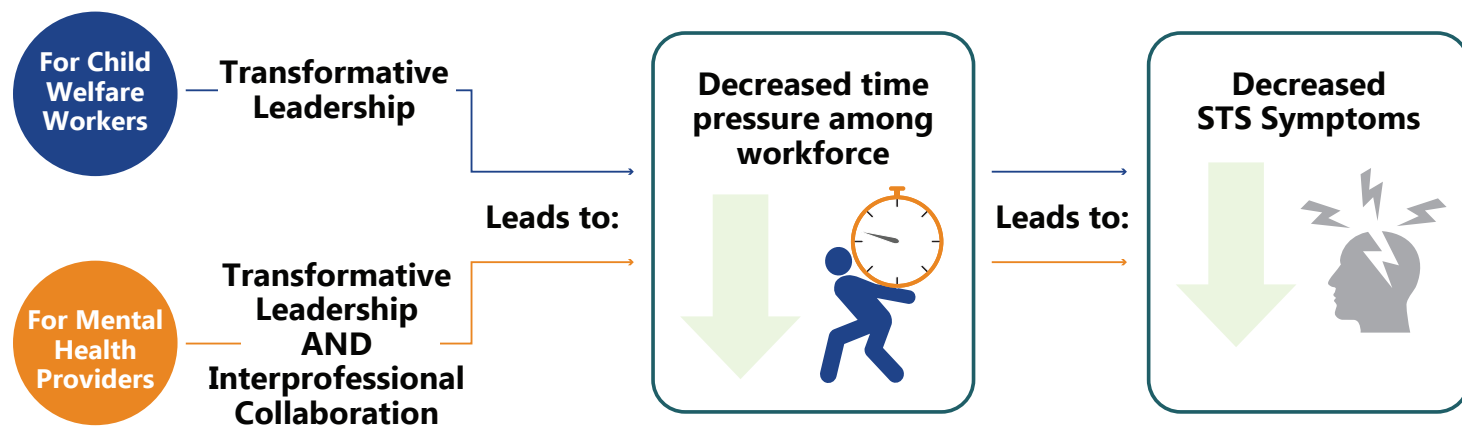 For Child
Welfare
Workers
Transformative
Leadership
For Mental
Health
Providers
Transformative
Leadership
AND
Interprofessional
Collaboration
Leads to:
Decreased time
pressure among
workforce
Leads to:
Decreased
STS Symptoms